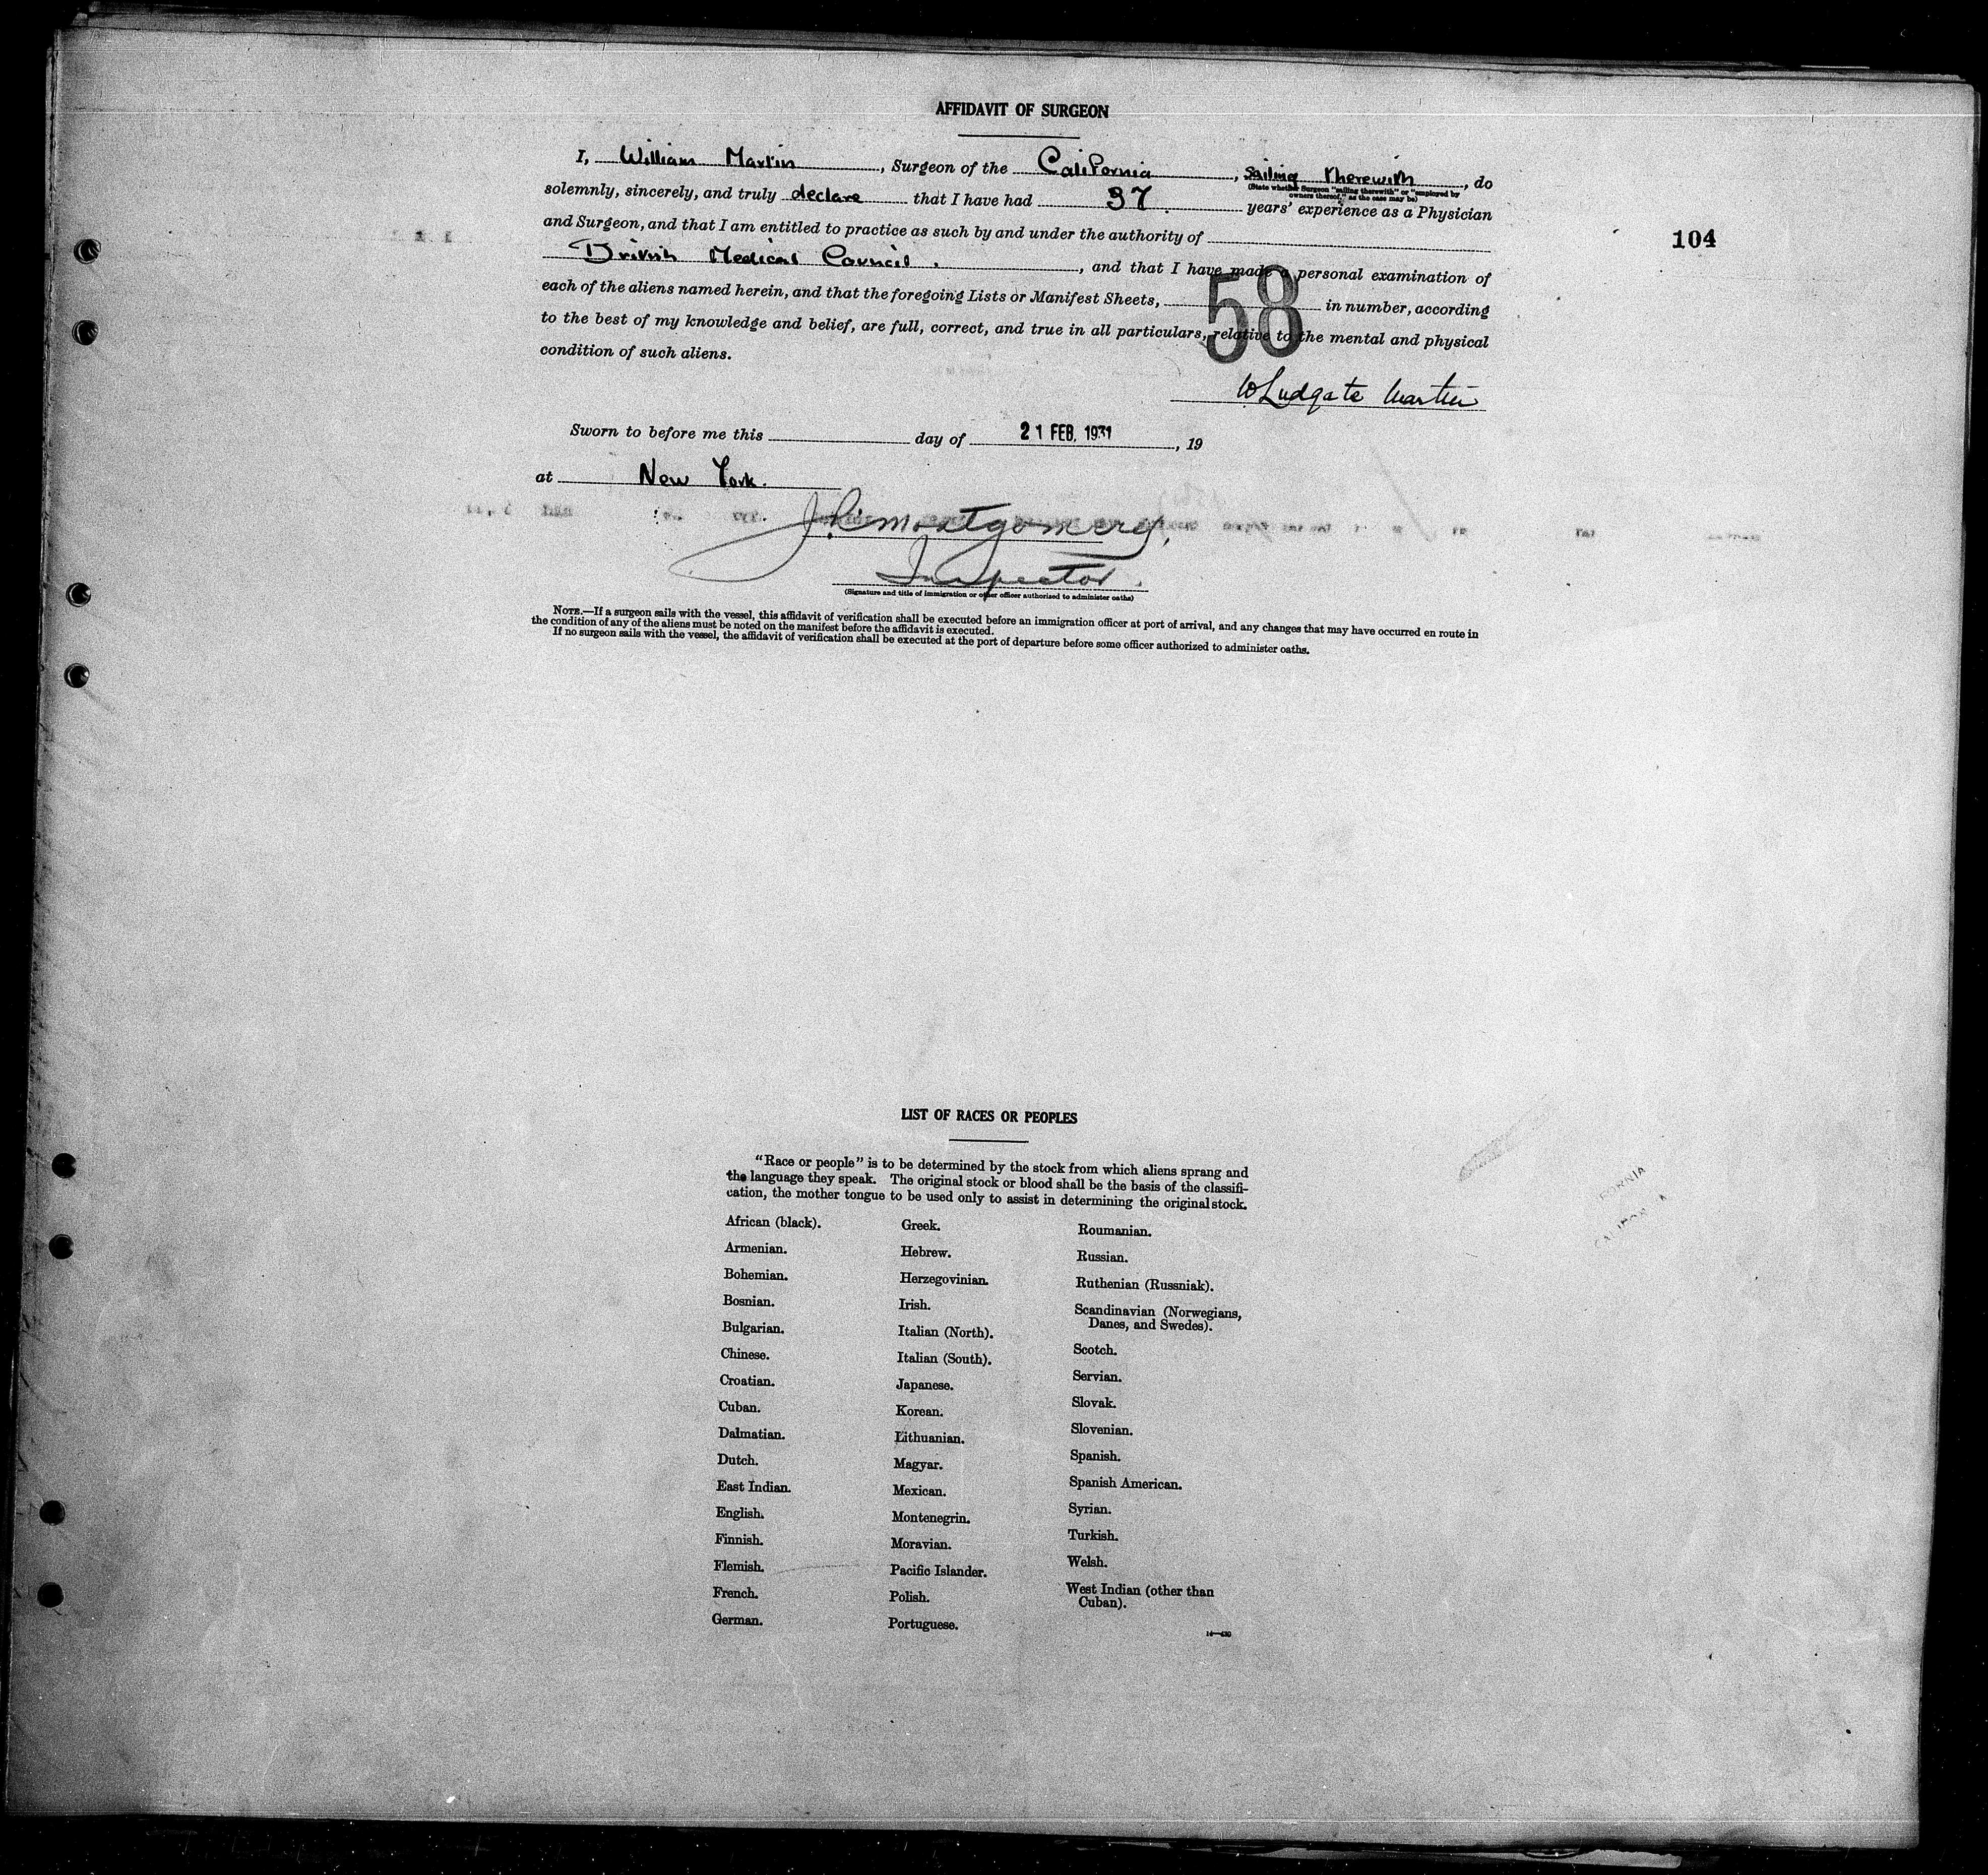 AFFIDAVIT OF SURGEON
I, William Martin, Surgeon of the California, sailing therewith, do
(State whether Surgeon "sailing therewith" or "employed by
owners thereof," as the case may be)
solemnly, sincerely, and truly declare that I have had 37. years' experience as a Physician
and Surgeon, and that I am entitled to practice as such by and under the authority of
104
British Medical Council., and that I have made a personal examination of
each of the aliens named herein, and that the foregoing Lists or Manifest Sheets, 58 in number, according
to the best of my knowledge and belief, are full, correct, and true in all particulars, relative to the mental and physical
condition of such aliens.
W Ludgate Martin
Sworn to before me this day of 21 FEB. 1931, 19
at New York.
Montgomery,
Inspector.
(Signature and title of immigration or other officer authorized to administer oaths)
NOTE.—If a surgeon sails with the vessel, this affidavit of verification shall be executed before an immigration officer at port of arrival, and any changes that may have occurred en route in
the condition of any of the aliens must be noted on the manifest before the affidavit is executed.
If no surgeon sails with the vessel, the affidavit of verification shall be executed at the port of departure before some officer authorized to administer oaths.
LIST OF RACES OR PEOPLES
"Race or people" is to be determined by the stock from which aliens sprang and
the language they speak. The original stock or blood shall be the basis of the classifi-
cation, the mother tongue to be used only to assist in determining the original stock.
African (black).
Armenian.
Bohemian.
Bosnian.
Bulgarian.
Chinese.
Croatian.
Cuban.
Dalmatian.
Dutch.
East Indian.
English.
Finnish.
Flemish.
French.
German.
Greek.
Hebrew.
Herzegovinian.
Irish.
Italian (North).
Italian (South).
Japanese.
Korean.
Lithuanian.
Magyar.
Mexican.
Montenegrin.
Moravian.
Pacific Islander.
Polish.
Portuguese.
Roumanian.
Russian.
Ruthenian (Russniak).
Scandinavian (Norwegians,
Danes, and Swedes).
Scotch.
Servian.
Slovak.
Slovenian.
Spanish.
Spanish American.
Syrian.
Turkish.
Welsh.
West Indian (other than
Cuban).
FORNIA